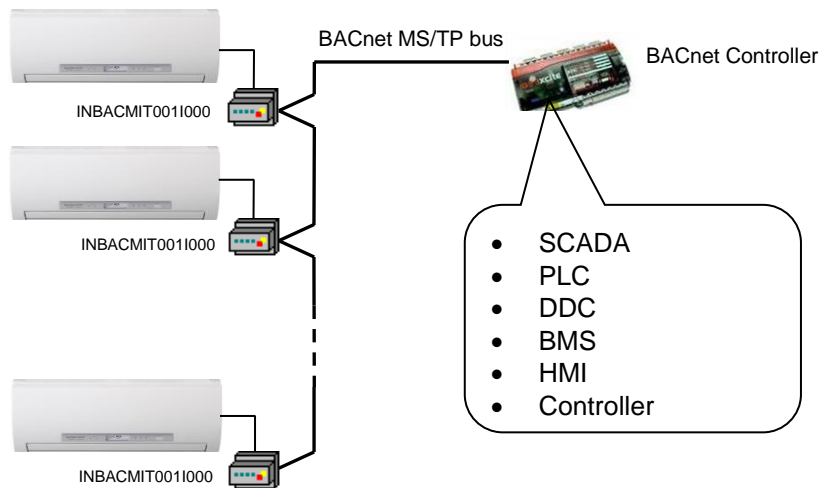 BACnet MS/TP bus
BACnet Controller
INBACMIT001I000
INBACMIT001I000
• SCADA
• PLC
• DDC
• BMS
• HMI
• Controller
INBACMIT001I000